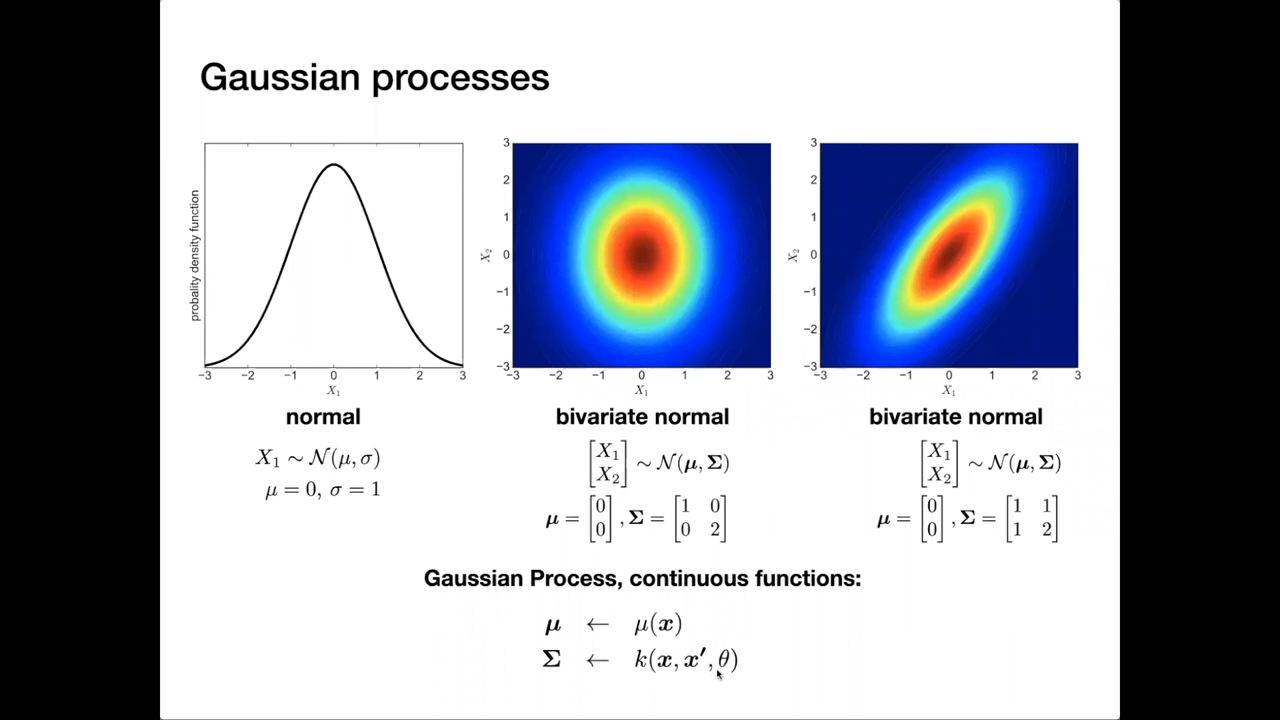 Gaussian processes
probality density function
−3 −2 −1 0 1 2 3
X₁
normal
X₁ ∼ 𝒩(μ, σ)
μ = 0, σ = 1
3
2
1
0
−1
−2
−3
X₂
−3 −2 −1 0 1 2 3
X₁
bivariate normal
[X₁ X₂] ∼ 𝒩(μ, Σ)
μ = [0 0], Σ = [1 0 0 2]
3
2
1
0
−1
−2
−3
X₂
−3 −2 −1 0 1 2 3
X₁
bivariate normal
[X₁ X₂] ∼ 𝒩(μ, Σ)
μ = [0 0], Σ = [1 1 1 2]
Gaussian Process, continuous functions:
μ ← μ(x)
Σ ← k(x, x′, θ)